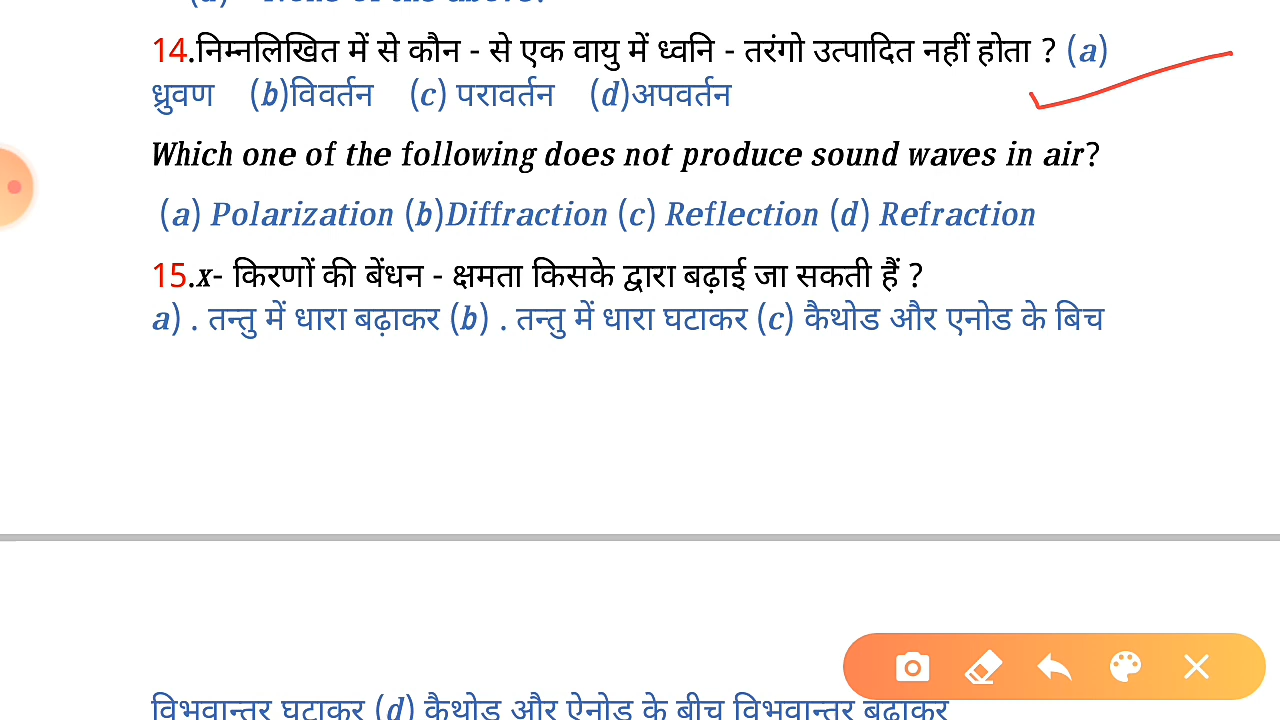 14.निम्नलिखित में से कौन - से एक वायु में ध्वनि - तरंगो उत्पादित नहीं होता ? (a)
ध्रुवण (b)विवर्तन (c) परावर्तन (d)अपवर्तन
Which one of the following does not produce sound waves in air?
(a) Polarization (b)Diffraction (c) Reflection (d) Refraction
15.x- किरणों की बेंधन - क्षमता किसके द्वारा बढ़ाई जा सकती हैं ?
a) . तन्तु में धारा बढ़ाकर (b) . तन्तु में धारा घटाकर (c) कैथोड और एनोड के बिच
विभवान्तर घटाकर (d) कैथोड और ऐनोड के बीच विभवान्तर बढाकर